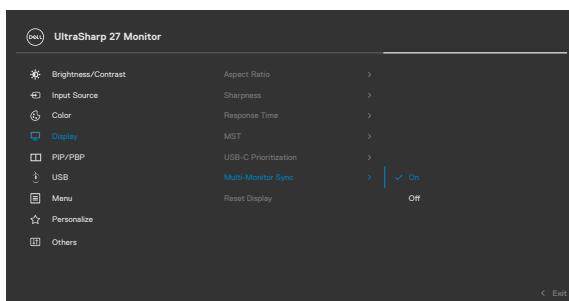 DELL UltraSharp 27 Monitor
Brightness/Contrast Aspect Ratio >
Input Source Sharpness >
Color Response Time >
Display MST >
PIP/PBP USB-C Prioritization >
USB Multi-Monitor Sync > ✓ On
Menu Reset Display Off
Personalize
Others
< Exit